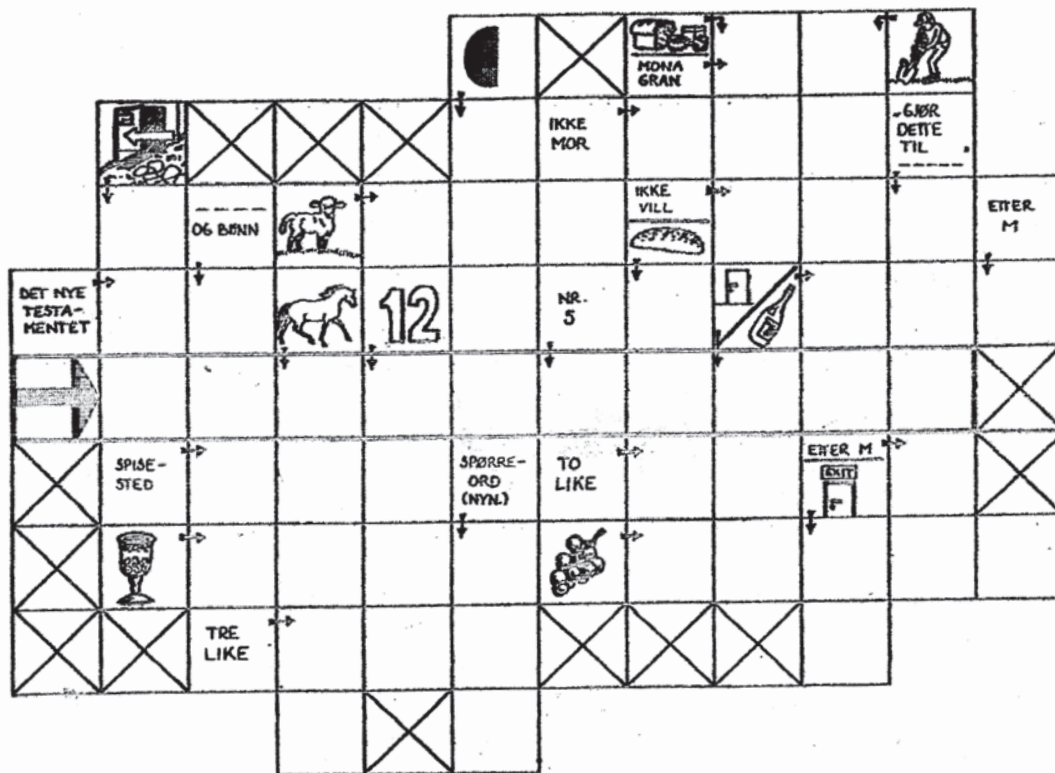 MONA
GRAN
IKKE
MOR
GJØR
DETTE
TIL
OG BØNN
IKKE
VILL
ETTER
M
DET NYE
TESTA-
MENTET
12
NR.
5
SPISE-
STED
SPØRRE-
ORD
(NYN.)
TO
LIKE
ETTER M
EXIT
TRE
LIKE